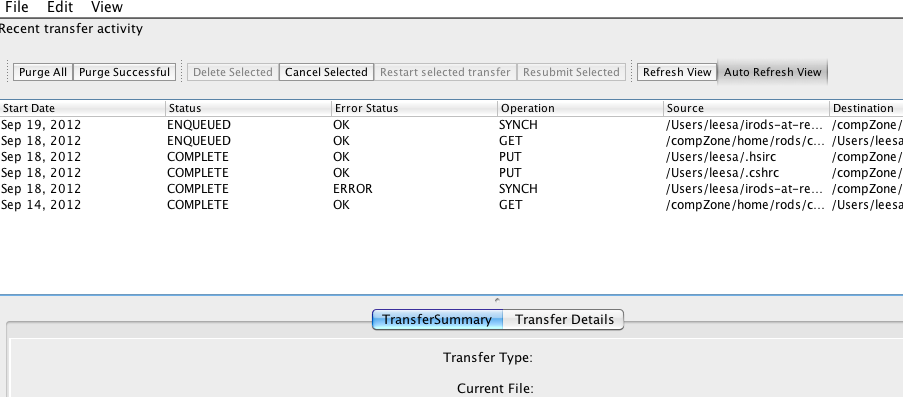 File Edit View
Recent transfer activity
Purge All Purge Successful Delete Selected Cancel Selected Restart selected transfer Resubmit Selected Refresh View Auto Refresh View
Start Date Status Error Status Operation Source Destination
Sep 19, 2012 ENQUEUED OK SYNCH /Users/leesa/irods-at-re... /compZone/
Sep 18, 2012 ENQUEUED OK GET /compZone/home/rods/c... /Users/leesa
Sep 18, 2012 COMPLETE OK PUT /Users/leesa/.hsirc /compZone/
Sep 18, 2012 COMPLETE OK PUT /Users/leesa/.cshrc /compZone/
Sep 18, 2012 COMPLETE ERROR SYNCH /Users/leesa/irods-at-re... /compZone/
Sep 14, 2012 COMPLETE OK GET /compZone/home/rods/c... /Users/leesa
TransferSummary Transfer Details
Transfer Type:
Current File: